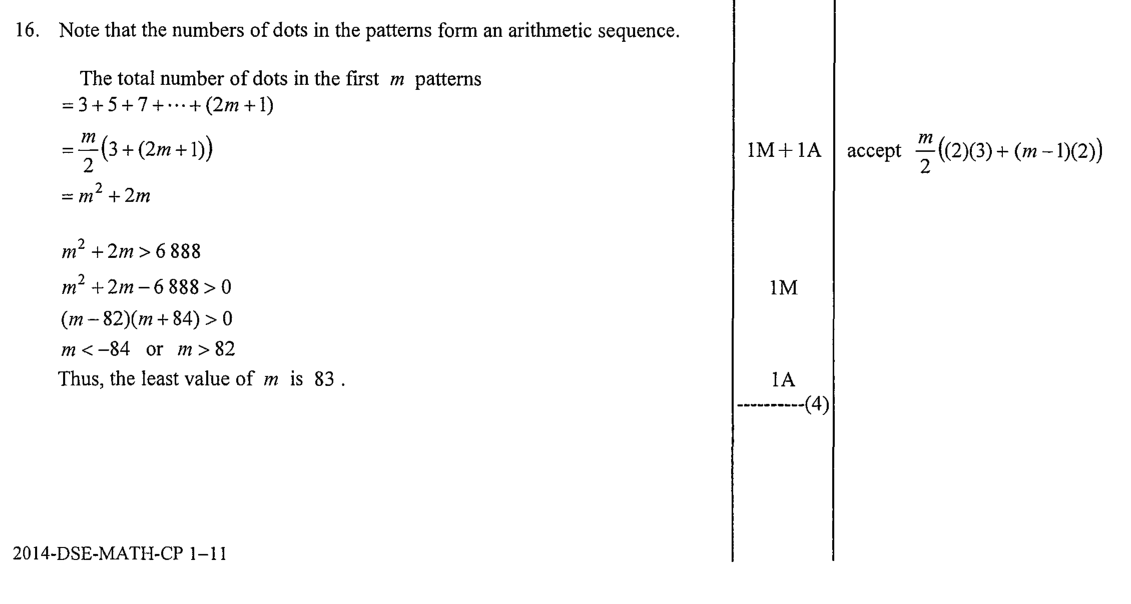 16. Note that the numbers of dots in the patterns form an arithmetic sequence.
The total number of dots in the first m patterns
= 3 + 5 + 7 + ⋯ + (2m + 1)
= m/2 (3 + (2m + 1)) 1M + 1A accept m/2 ((2)(3) + (m − 1)(2))
= m² + 2m
m² + 2m > 6 888
m² + 2m − 6 888 > 0 1M
(m − 82)(m + 84) > 0
m < −84 or m > 82
Thus, the least value of m is 83 . 1A
----------(4)
2014-DSE-MATH-CP 1–11